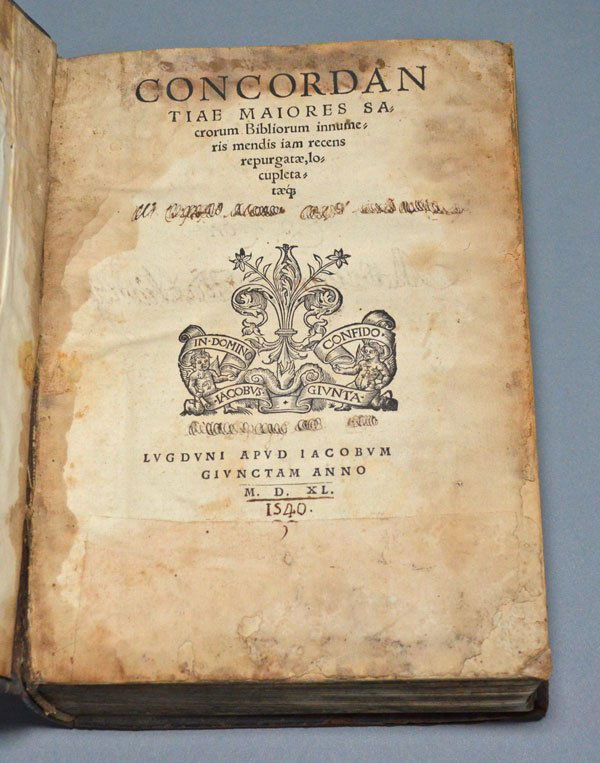 CONCORDAN
TIAE MAIORES SA-
crorum Bibliorum innume-
ris mendis iam recens
repurgatæ, lo-
cupleta-
tæq́;
IN · DOMINO
CONFIDO ·
· IACOBVS ·
GIVNTA ·
LVGDVNI APVD IACOBVM
GIVNCTAM ANNO
M. D. XL.
1540.